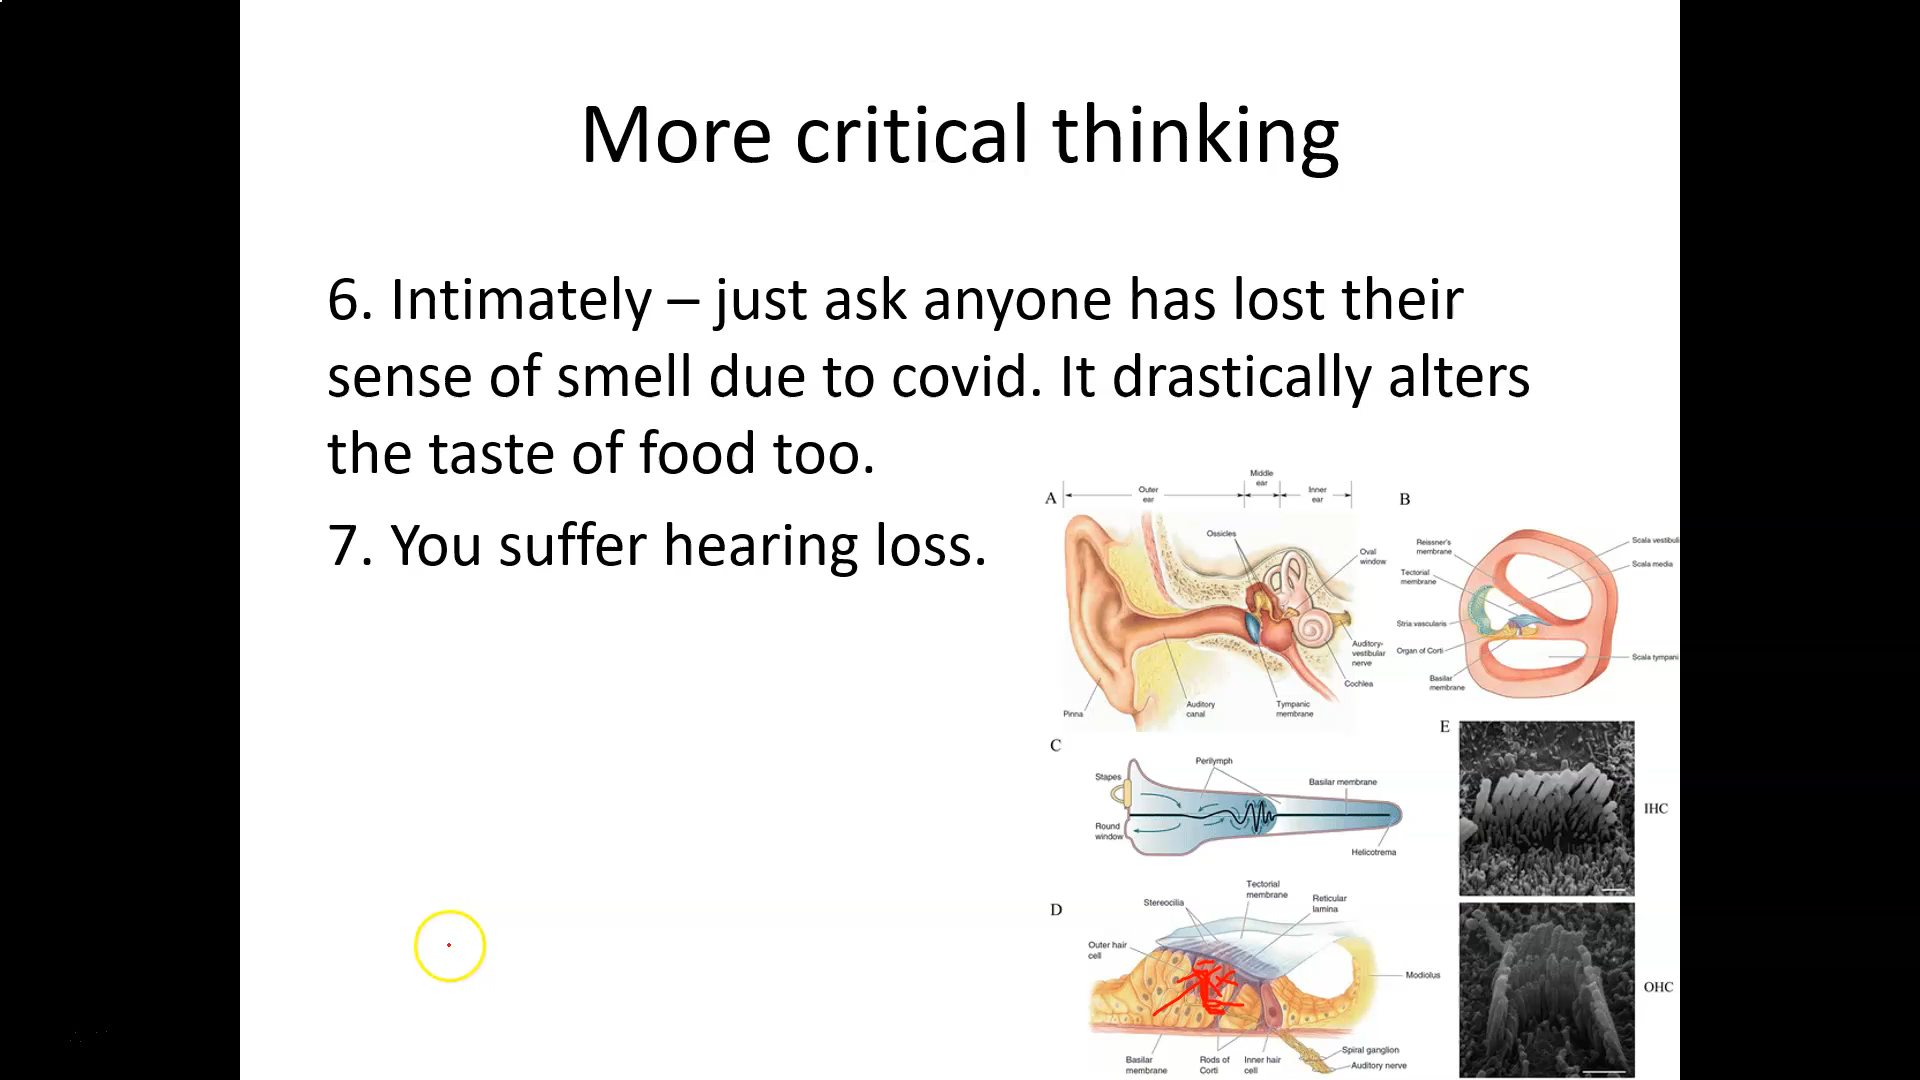 More critical thinking
6. Intimately – just ask anyone has lost their
sense of smell due to covid. It drastically alters
the taste of food too.
7. You suffer hearing loss.
A
Outer
ear
Middle
ear
Inner
ear
Ossicles
Oval
window
Auditory-
vestibular
nerve
Cochlea
Tympanic
membrane
Auditory
canal
Pinna
B
Reissner's
membrane
Tectorial
membrane
Stria vascularis
Organ of Corti
Basilar
membrane
Scala vestibuli
Scala media
Scala tympani
C
Stapes
Round
window
Perilymph
Basilar membrane
Helicotrema
D
Stereocilia
Tectorial
membrane
Reticular
lamina
Outer hair
cell
Modiolus
Basilar
membrane
Rods of
Corti
Inner hair
cell
Spiral ganglion
Auditory nerve
E
IHC
OHC